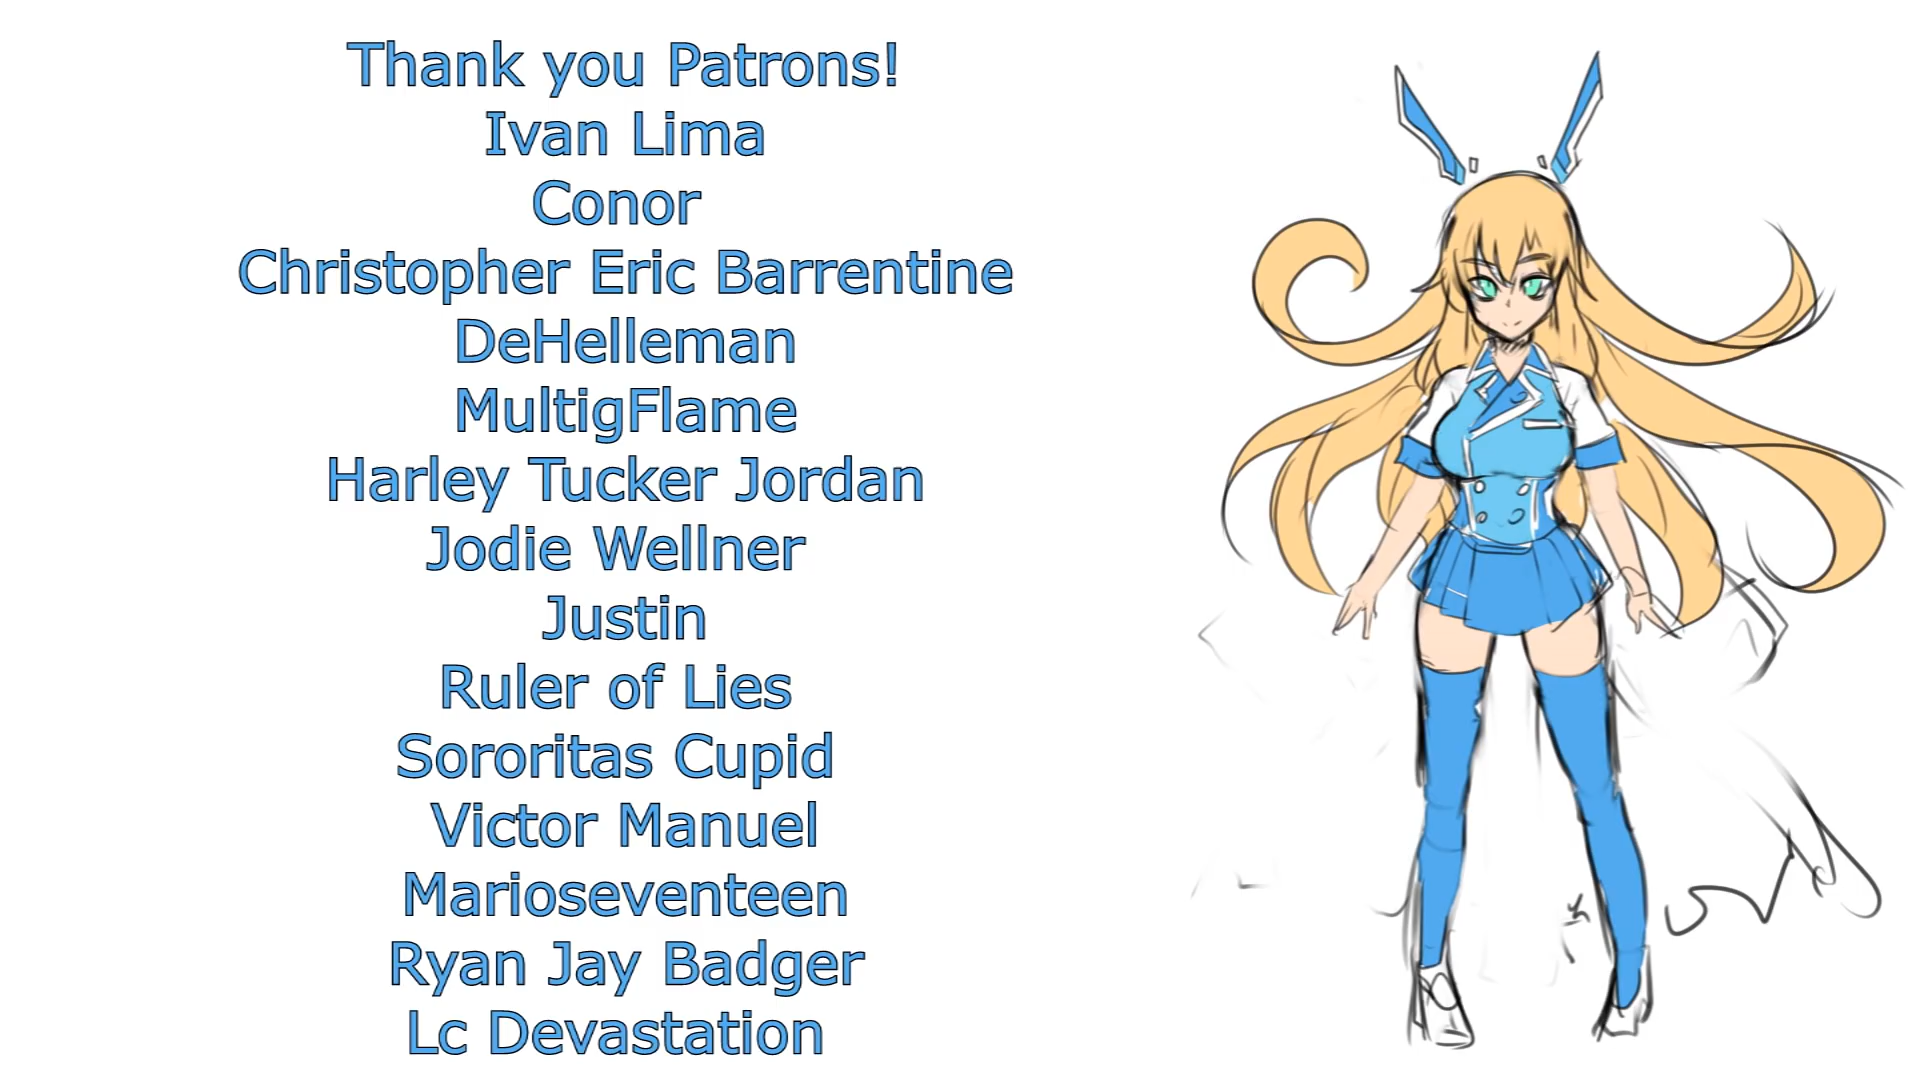 Thank you Patrons!
Ivan Lima
Conor
Christopher Eric Barrentine
DeHelleman
MultigFlame
Harley Tucker Jordan
Jodie Wellner
Justin
Ruler of Lies
Sororitas Cupid
Victor Manuel
Marioseventeen
Ryan Jay Badger
Lc Devastation